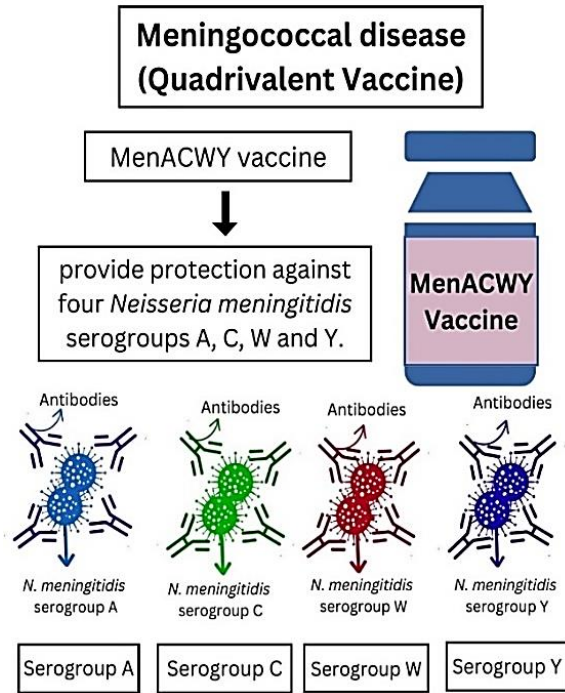 Meningococcal disease
(Quadrivalent Vaccine)
MenACWY vaccine
provide protection against
four Neisseria meningitidis
serogroups A, C, W and Y.
MenACWY
Vaccine
Antibodies
Antibodies
Antibodies
Antibodies
N. meningitidis
serogroup A
N. meningitidis
serogroup C
N. meningitidis
serogroup W
N. meningitidis
serogroup Y
Serogroup A
Serogroup C
Serogroup W
Serogroup Y